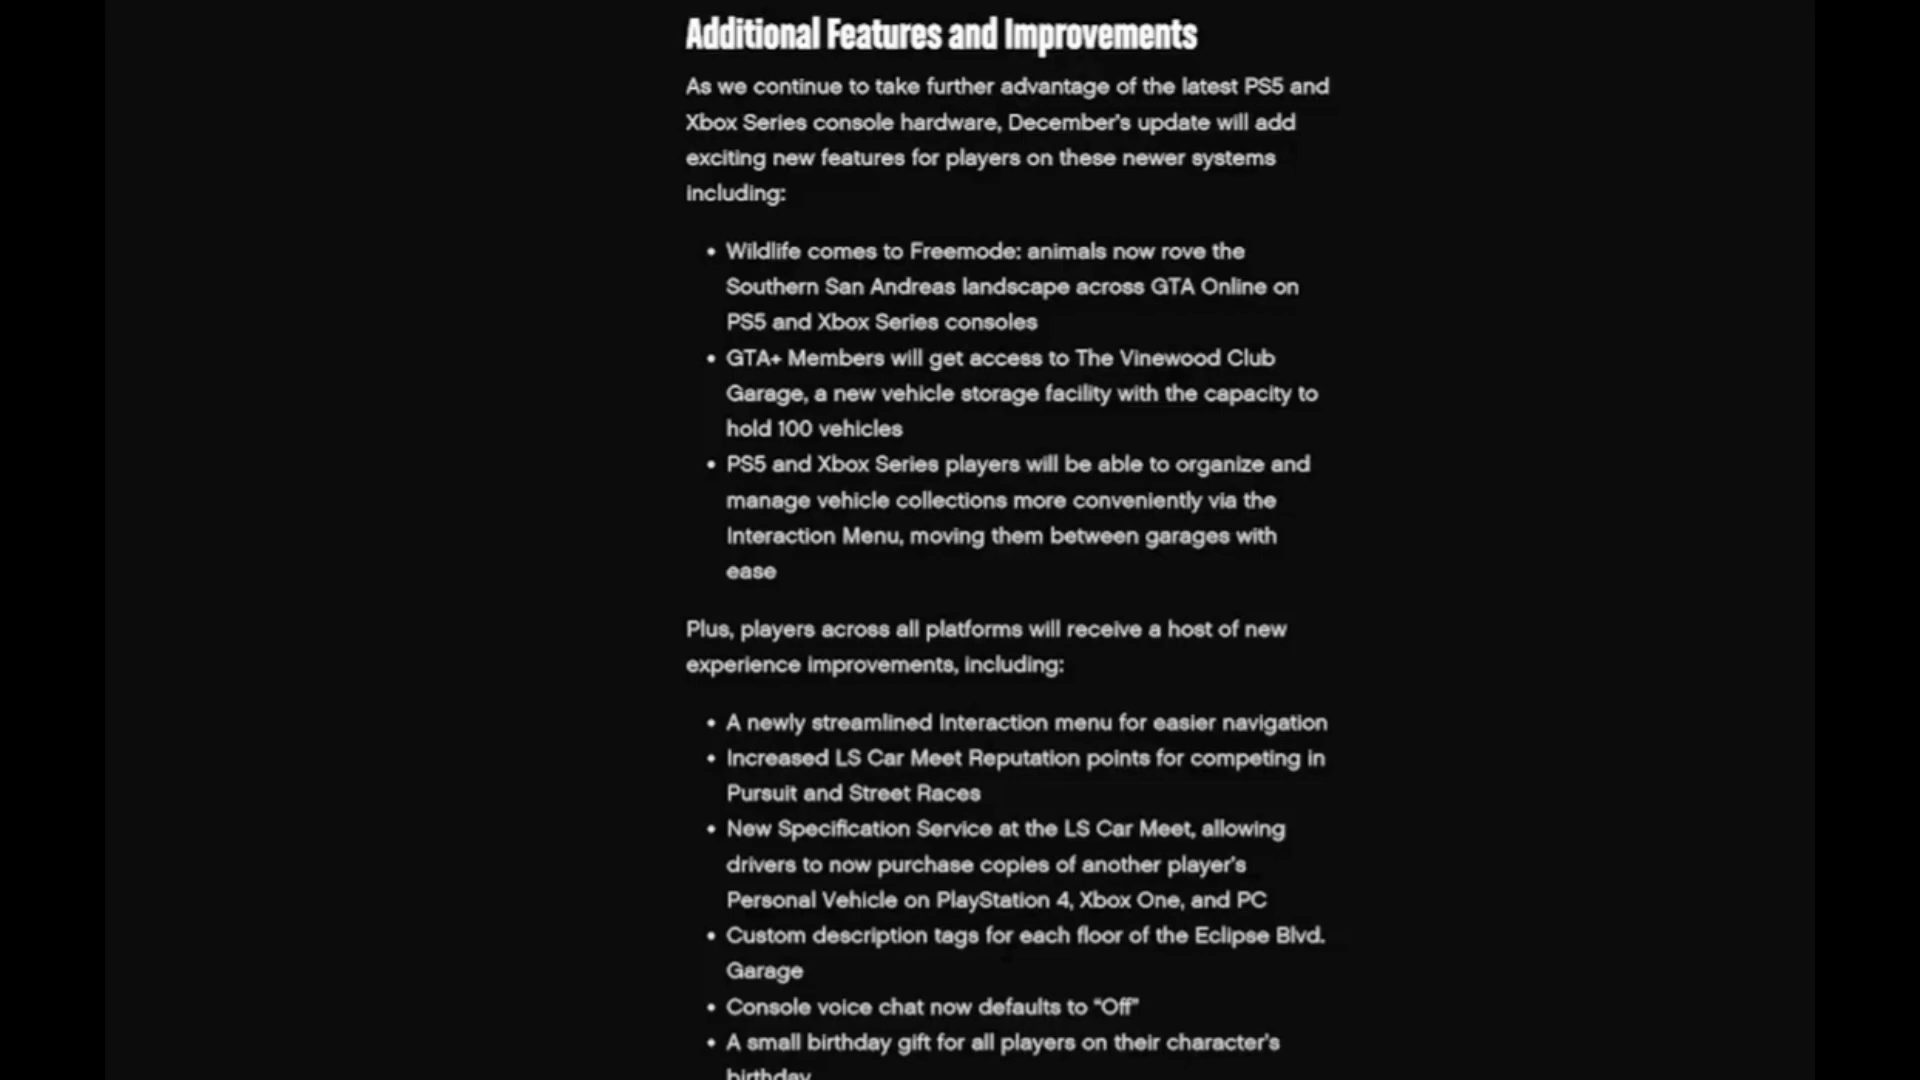 Additional Features and Improvements
As we continue to take further advantage of the latest PS5 and
Xbox Series console hardware, December's update will add
exciting new features for players on these newer systems
including:
• Wildlife comes to Freemode: animals now rove the
Southern San Andreas landscape across GTA Online on
PS5 and Xbox Series consoles
• GTA+ Members will get access to The Vinewood Club
Garage, a new vehicle storage facility with the capacity to
hold 100 vehicles
• PS5 and Xbox Series players will be able to organize and
manage vehicle collections more conveniently via the
Interaction Menu, moving them between garages with
ease
Plus, players across all platforms will receive a host of new
experience improvements, including:
• A newly streamlined Interaction menu for easier navigation
• Increased LS Car Meet Reputation points for competing in
Pursuit and Street Races
• New Specification Service at the LS Car Meet, allowing
drivers to now purchase copies of another player's
Personal Vehicle on PlayStation 4, Xbox One, and PC
• Custom description tags for each floor of the Eclipse Blvd.
Garage
• Console voice chat now defaults to “Off”
• A small birthday gift for all players on their character's
birthday